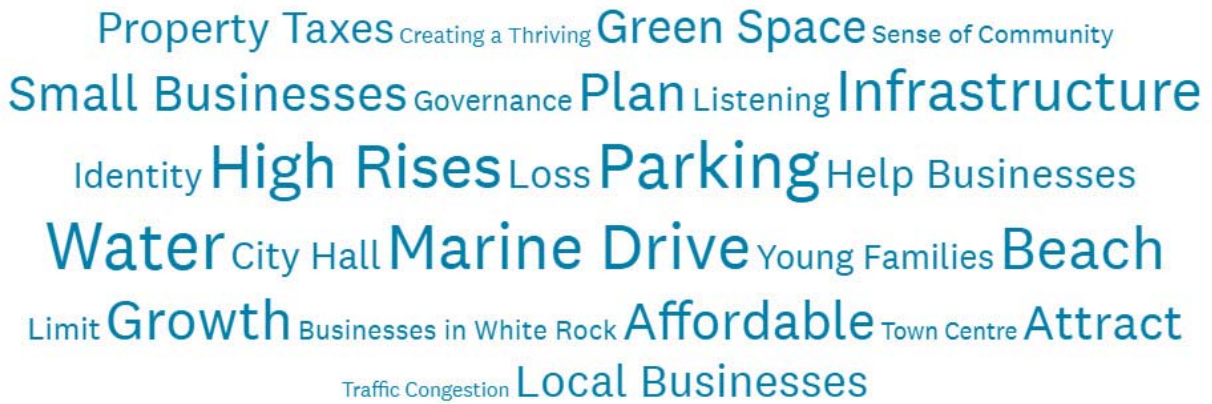 Property Taxes Creating a Thriving Green Space Sense of Community
Small Businesses Governance Plan Listening Infrastructure
Identity High Rises Loss Parking Help Businesses
Water City Hall Marine Drive Young Families Beach
Limit Growth Businesses in White Rock Affordable Town Centre Attract
Traffic Congestion Local Businesses